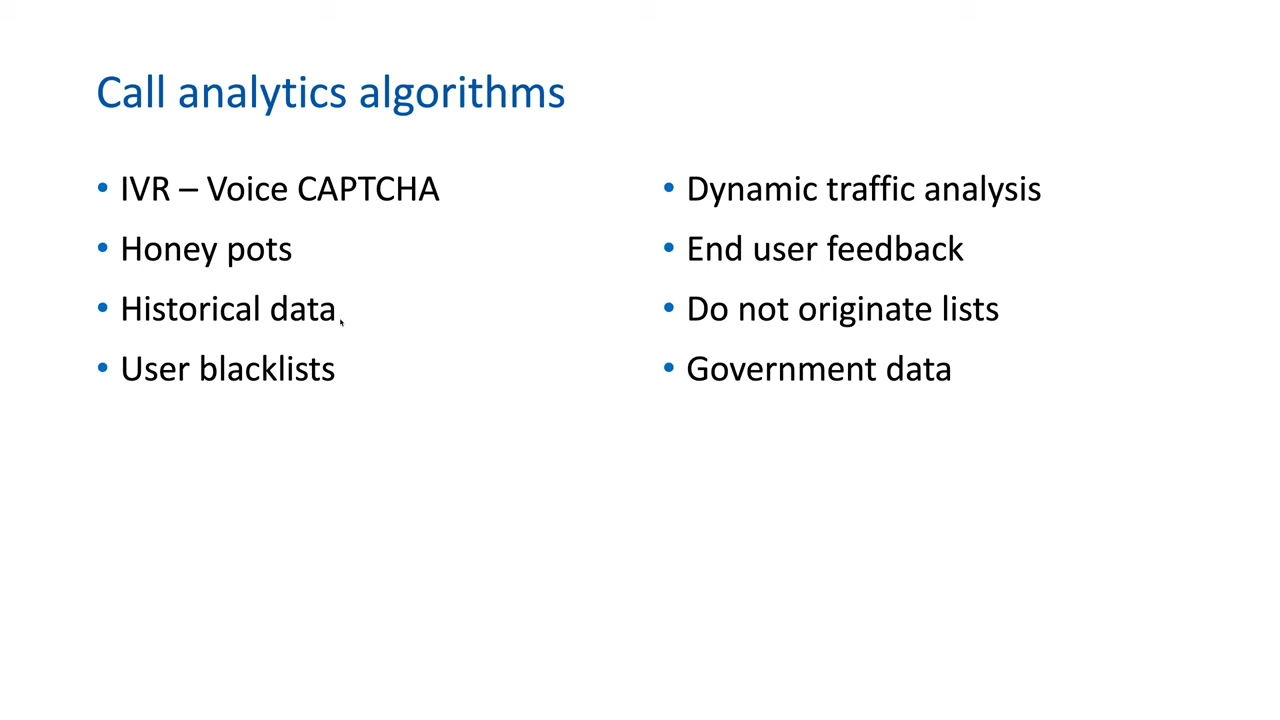 Call analytics algorithms
• IVR – Voice CAPTCHA
• Honey pots
• Historical data
• User blacklists
• Dynamic traffic analysis
• End user feedback
• Do not originate lists
• Government data